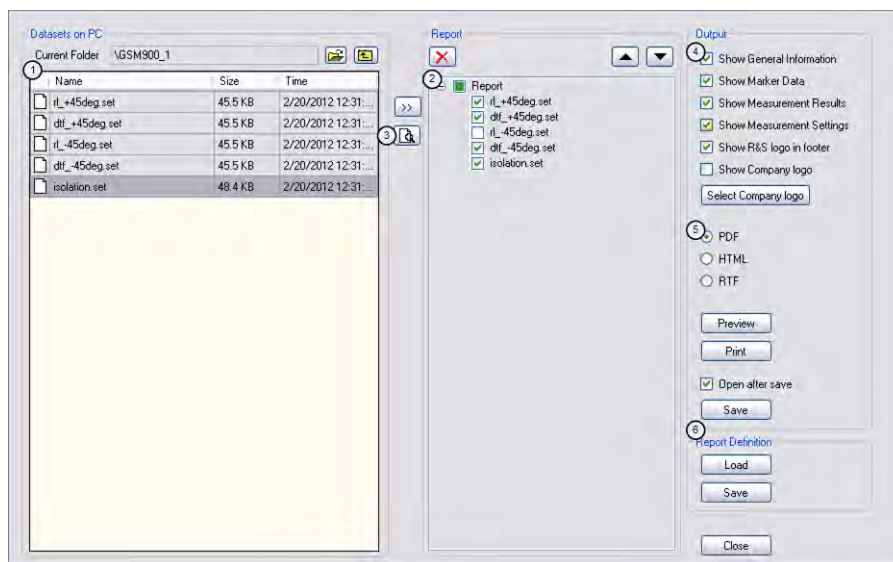 Datasets on PC
Current Folder \GSM900_1
1
Name Size Time
rl_+45deg.set 45.5 KB 2/20/2012 12:31:...
dtf_+45deg.set 45.5 KB 2/20/2012 12:31:...
rl_-45deg.set 45.5 KB 2/20/2012 12:31:...
dtf_-45deg.set 45.5 KB 2/20/2012 12:31:...
isolation.set 48.4 KB 2/20/2012 12:31:...
>>
3
Report
2
Report
rl_+45deg.set
dtf_+45deg.set
rl_-45deg.set
dtf_-45deg.set
isolation.set
Output
4
Show General Information
Show Marker Data
Show Measurement Results
Show Measurement Settings
Show R&S logo in footer
Show Company logo
Select Company logo
5
PDF
HTML
RTF
Preview
Print
Open after save
Save
6
Report Definition
Load
Save
Close